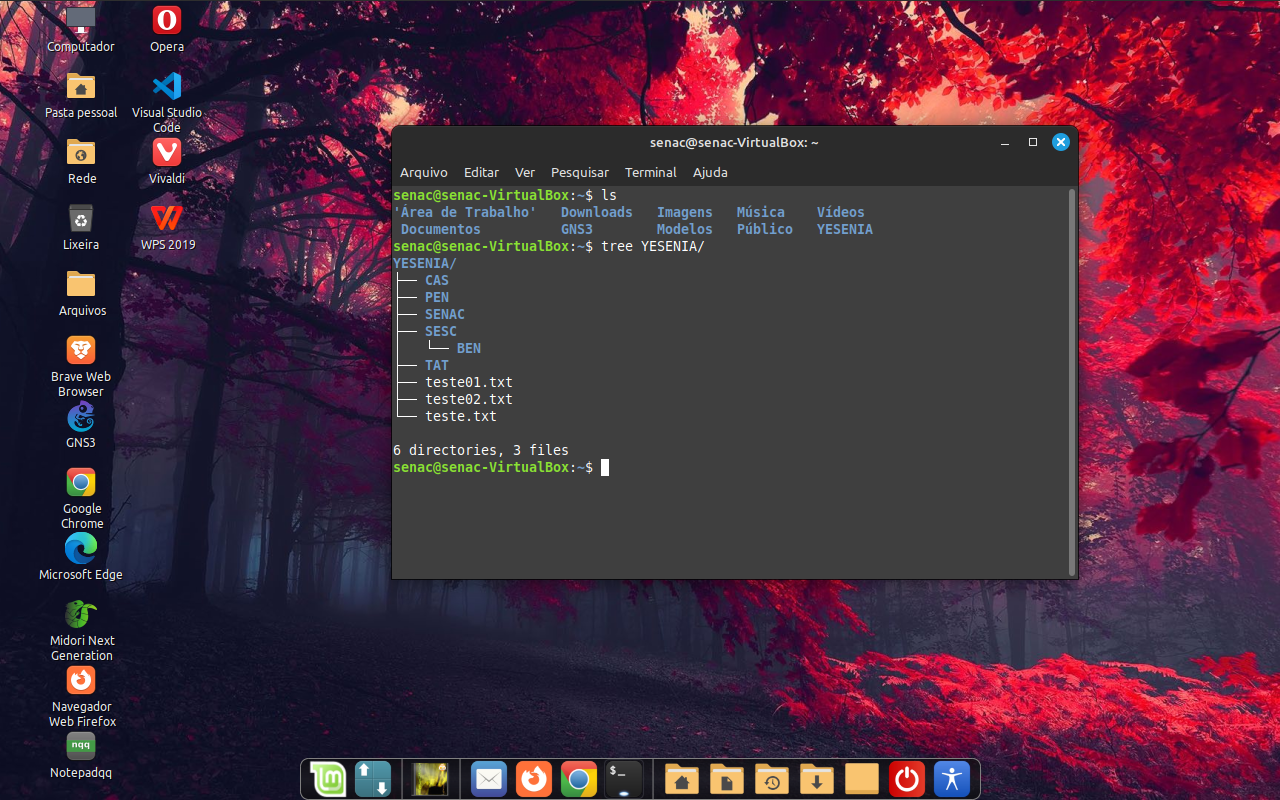 Computador
Opera
Pasta pessoal
Visual Studio
Code
Rede
Vivaldi
Lixeira
WPS 2019
Arquivos
Brave Web
Browser
GNS3
Google
Chrome
Microsoft Edge
Midori Next
Generation
Navegador
Web Firefox
nqq
Notepadqq
senac@senac-VirtualBox: ~
Arquivo Editar Ver Pesquisar Terminal Ajuda
senac@senac-VirtualBox:~$ ls
'Área de Trabalho'   Downloads   Imagens   Música    Vídeos
 Documentos          GNS3        Modelos   Público   YESENIA
senac@senac-VirtualBox:~$ tree YESENIA/
YESENIA/
├── CAS
├── PEN
├── SENAC
├── SESC
│   └── BEN
├── TAT
├── teste01.txt
├── teste02.txt
└── teste.txt
6 directories, 3 files
senac@senac-VirtualBox:~$
$_